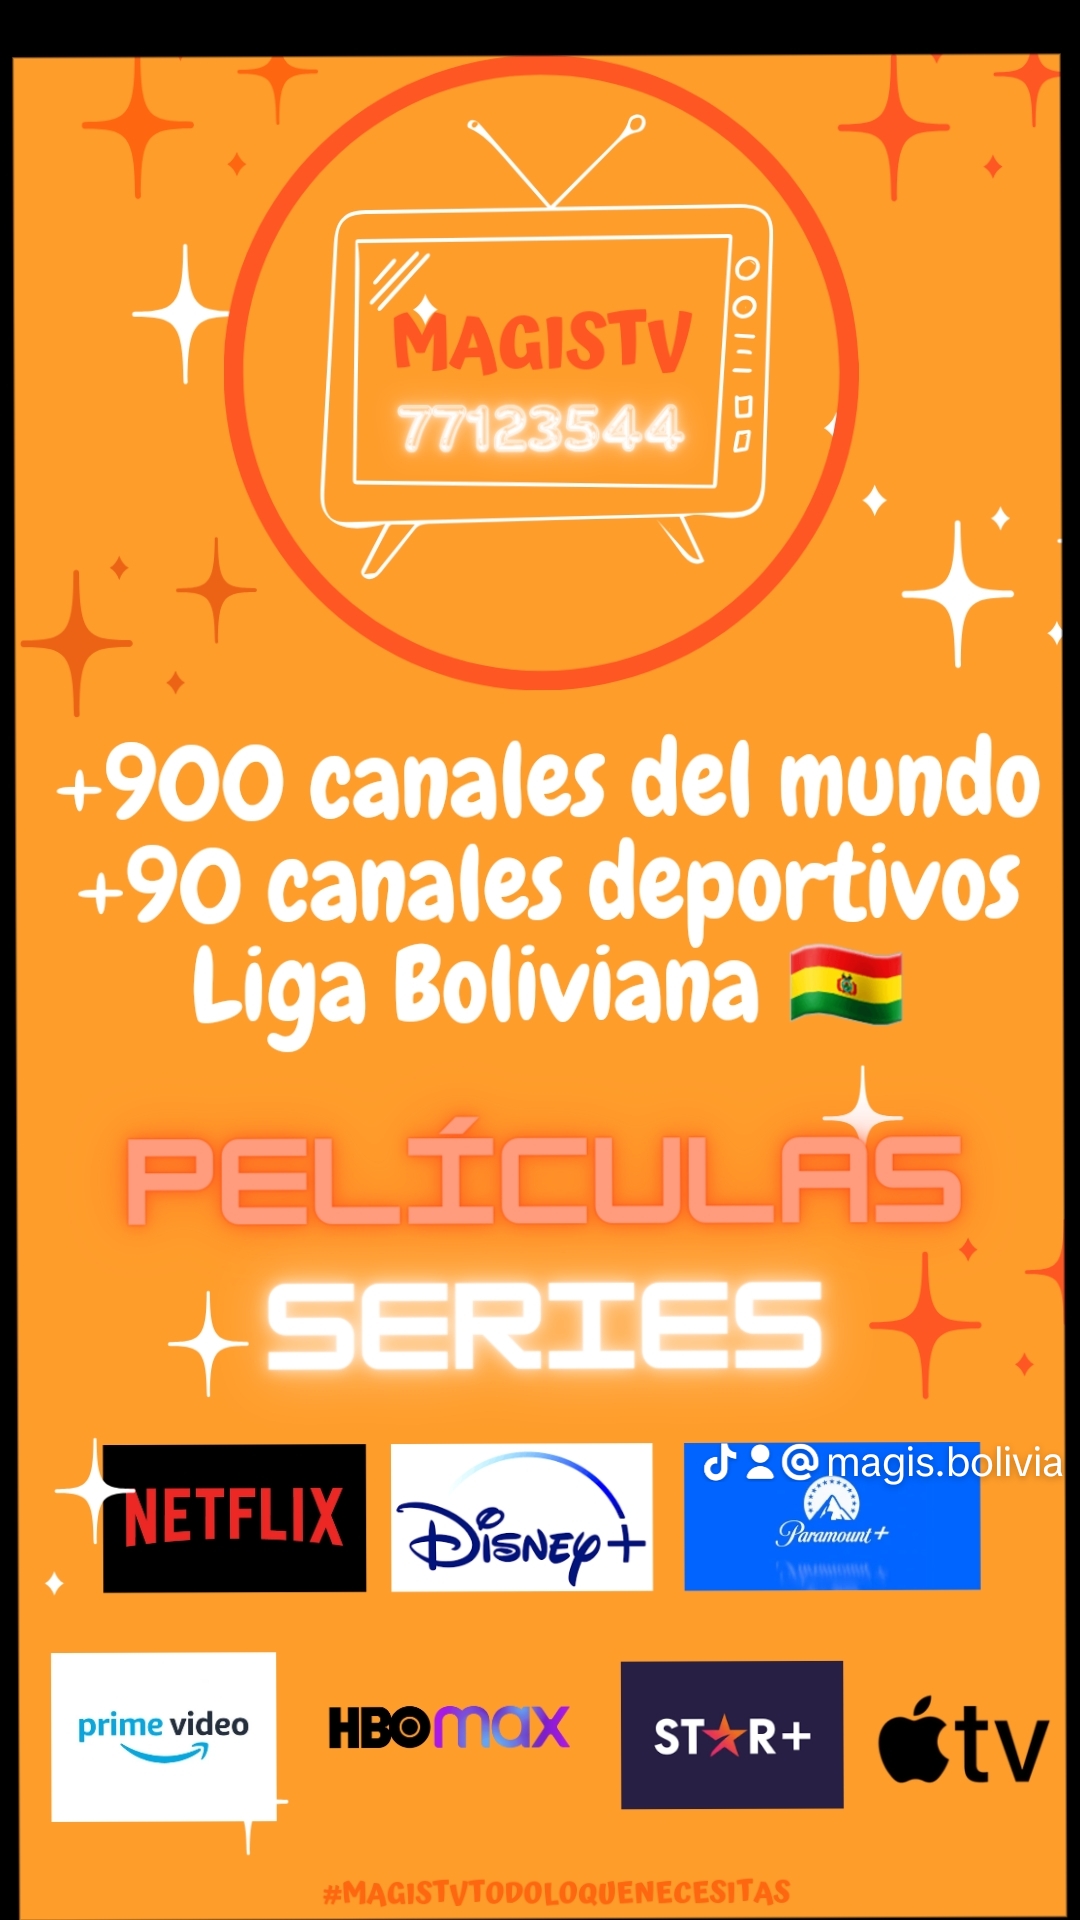 MAGISTV
77123544
+900 canales del mundo
+90 canales deportivos
Liga Boliviana
PELÍCULAS
SERIES
@magis.bolivia
NETFLIX
Disney+
Paramount+
prime video
HBOmax
ST★R+
tv
#MAGISTVTODOLOQUENECESITAS